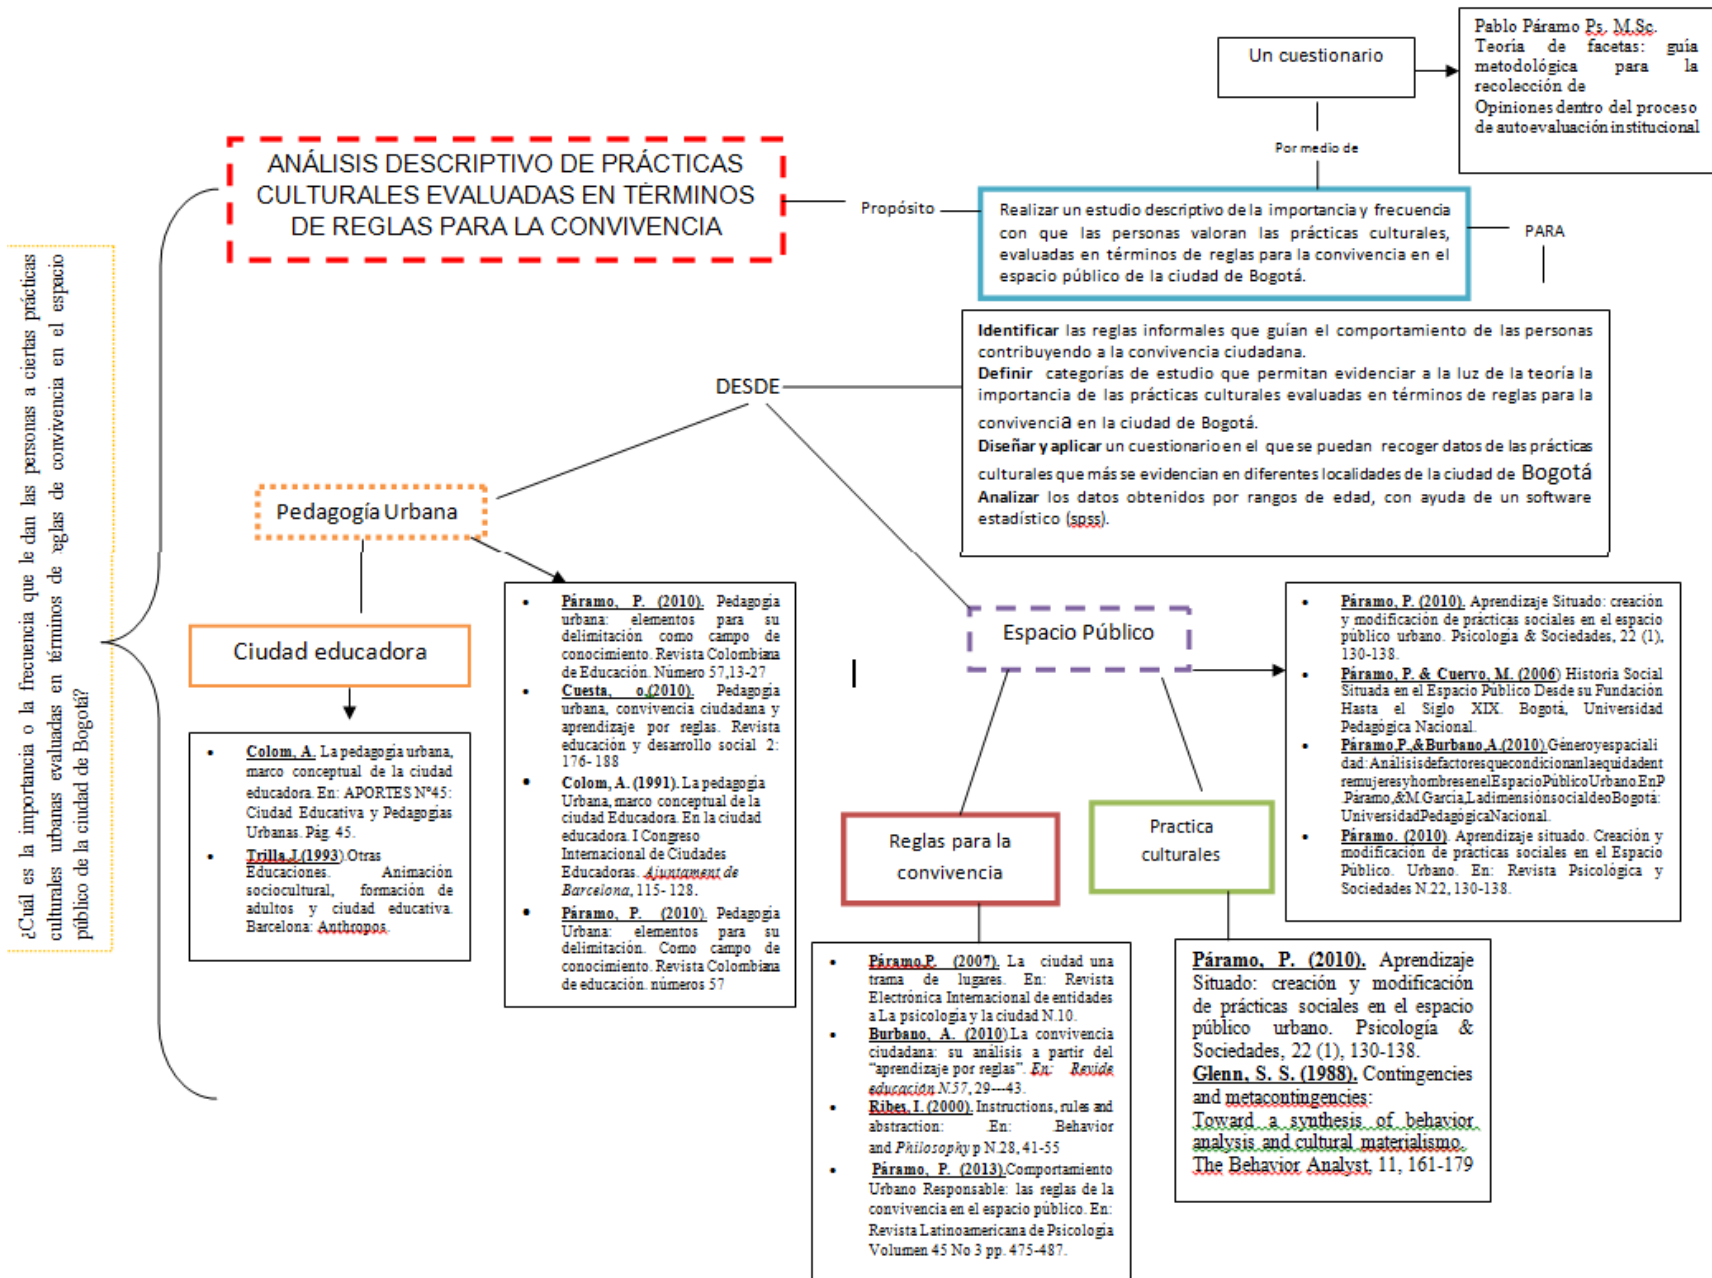 Un cuestionario
Pablo Páramo Ps. M.Sc.
Teoría de facetas: guía
metodológica para la
recolección de
Opiniones dentro del proceso
de autoevaluación institucional
Por medio de
ANÁLISIS DESCRIPTIVO DE PRÁCTICAS
CULTURALES EVALUADAS EN TÉRMINOS
DE REGLAS PARA LA CONVIVENCIA
Propósito
Realizar un estudio descriptivo de la importancia y frecuencia
con que las personas valoran las prácticas culturales,
evaluadas en términos de reglas para la convivencia en el
espacio público de la ciudad de Bogotá.
PARA
¿Cuál es la importancia o la frecuencia que le dan las personas a ciertas prácticas
culturales urbanas evaluadas en términos de reglas de convivencia en el espacio
público de la ciudad de Bogotá?
Identificar las reglas informales que guían el comportamiento de las personas
contribuyendo a la convivencia ciudadana.
Definir categorías de estudio que permitan evidenciar a la luz de la teoría la
importancia de las prácticas culturales evaluadas en términos de reglas para la
convivencia en la ciudad de Bogotá.
Diseñar y aplicar un cuestionario en el que se puedan recoger datos de las prácticas
culturales que más se evidencian en diferentes localidades de la ciudad de Bogotá
Analizar los datos obtenidos por rangos de edad, con ayuda de un software
estadístico (spss).
DESDE
Pedagogía Urbana
Ciudad educadora
• Colom, A. La pedagogia urbana,
marco conceptual de la ciudad
educadora. En: APORTES N°45:
Ciudad Educativa y Pedagogías
Urbanas. Pág. 45.
• Trilla,J.(1993).Otras
Educaciones. Animación
sociocultural, formación de
adultos y ciudad educativa.
Barcelona: Anthropos.
• Páramo, P. (2010). Pedagogia
urbana: elementos para su
delimitación como campo de
conocimiento. Revista Colombiana
de Educación. Número 57,13-27
• Cuesta, o.(2010). Pedagogia
urbana, convivencia ciudadana y
aprendizaje por reglas. Revista
educación y desarrollo social 2:
176- 188
• Colom, A. (1991). La pedagogía
Urbana, marco conceptual de la
ciudad Educadora. En la ciudad
educadora. I Congreso
Internacional de Ciudades
Educadoras. Ajuntament de
Barcelona, 115- 128.
• Páramo, P. (2010). Pedagogia
Urbana: elementos para su
delimitación. Como campo de
conocimiento. Revista Colombiana
de educación. números 57
Espacio Público
• Páramo, P. (2010). Aprendizaje Situado: creación
y modificación de prácticas sociales en el espacio
público urbano. Psicologia & Sociedades, 22 (1),
130-138.
• Páramo, P. & Cuervo, M. (2006) Historia Social
Situada en el Espacio Público Desde su Fundación
Hasta el Siglo XIX. Bogotá, Universidad
Pedagógica Nacional.
• Páramo,P.,&Burbano,A.(2010).Géneroyespaciali
dad:Análisisdefactoresquecondicionanlaequidadent
remujeresyhombresenelEspacioPúblicoUrbano.EnP
.Páramo,&M.García,LadimensiónsocialdeoBogotá:
UniversidadPedagógicaNacional.
• Páramo. (2010). Aprendizaje situado. Creación y
modificación de prácticas sociales en el Espacio
Público. Urbano. En: Revista Psicológica y
Sociedades N.22, 130-138.
Reglas para la
convivencia
Practica
culturales
• Páramo,P. (2007). La ciudad una
trama de lugares. En: Revista
Electrónica Internacional de entidades
a La psicología y la ciudad N.10.
• Burbano, A. (2010).La convivencia
ciudadana: su análisis a partir del
"aprendizaje por reglas". En: Revide
educación N.57, 29---43.
• Ribes, I. (2000). Instructions, rules and
abstraction: En: Behavior
and Philosophy p N.28, 41-55
• Páramo, P. (2013).Comportamiento
Urbano Responsable: las reglas de la
convivencia en el espacio público. En:
Revista Latinoamericana de Psicología
Volumen 45 No 3 pp. 475-487.
Páramo, P. (2010). Aprendizaje
Situado: creación y modificación
de prácticas sociales en el espacio
público urbano. Psicología &
Sociedades, 22 (1), 130-138.
Glenn, S. S. (1988). Contingencies
and metacontingencies:
Toward a synthesis of behavior
analysis and cultural materialismo.
The Behavior Analyst, 11, 161-179